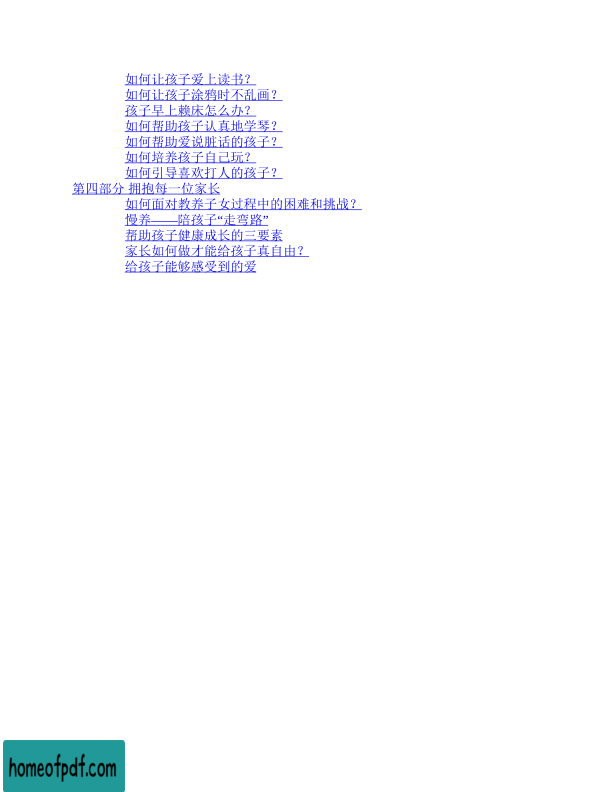 如何让孩子爱上读书？
如何让孩子涂鸦时不乱画？
孩子早上赖床怎么办？
如何帮助孩子认真地学琴？
如何帮助爱说脏话的孩子？
如何培养孩子自己玩？
如何引导喜欢打人的孩子？
第四部分 拥抱每一位家长
如何面对教养子女过程中的困难和挑战？
慢养——陪孩子“走弯路”
帮助孩子健康成长的三要素
家长如何做才能给孩子真自由？
给孩子能够感受到的爱
homeofpdf.com